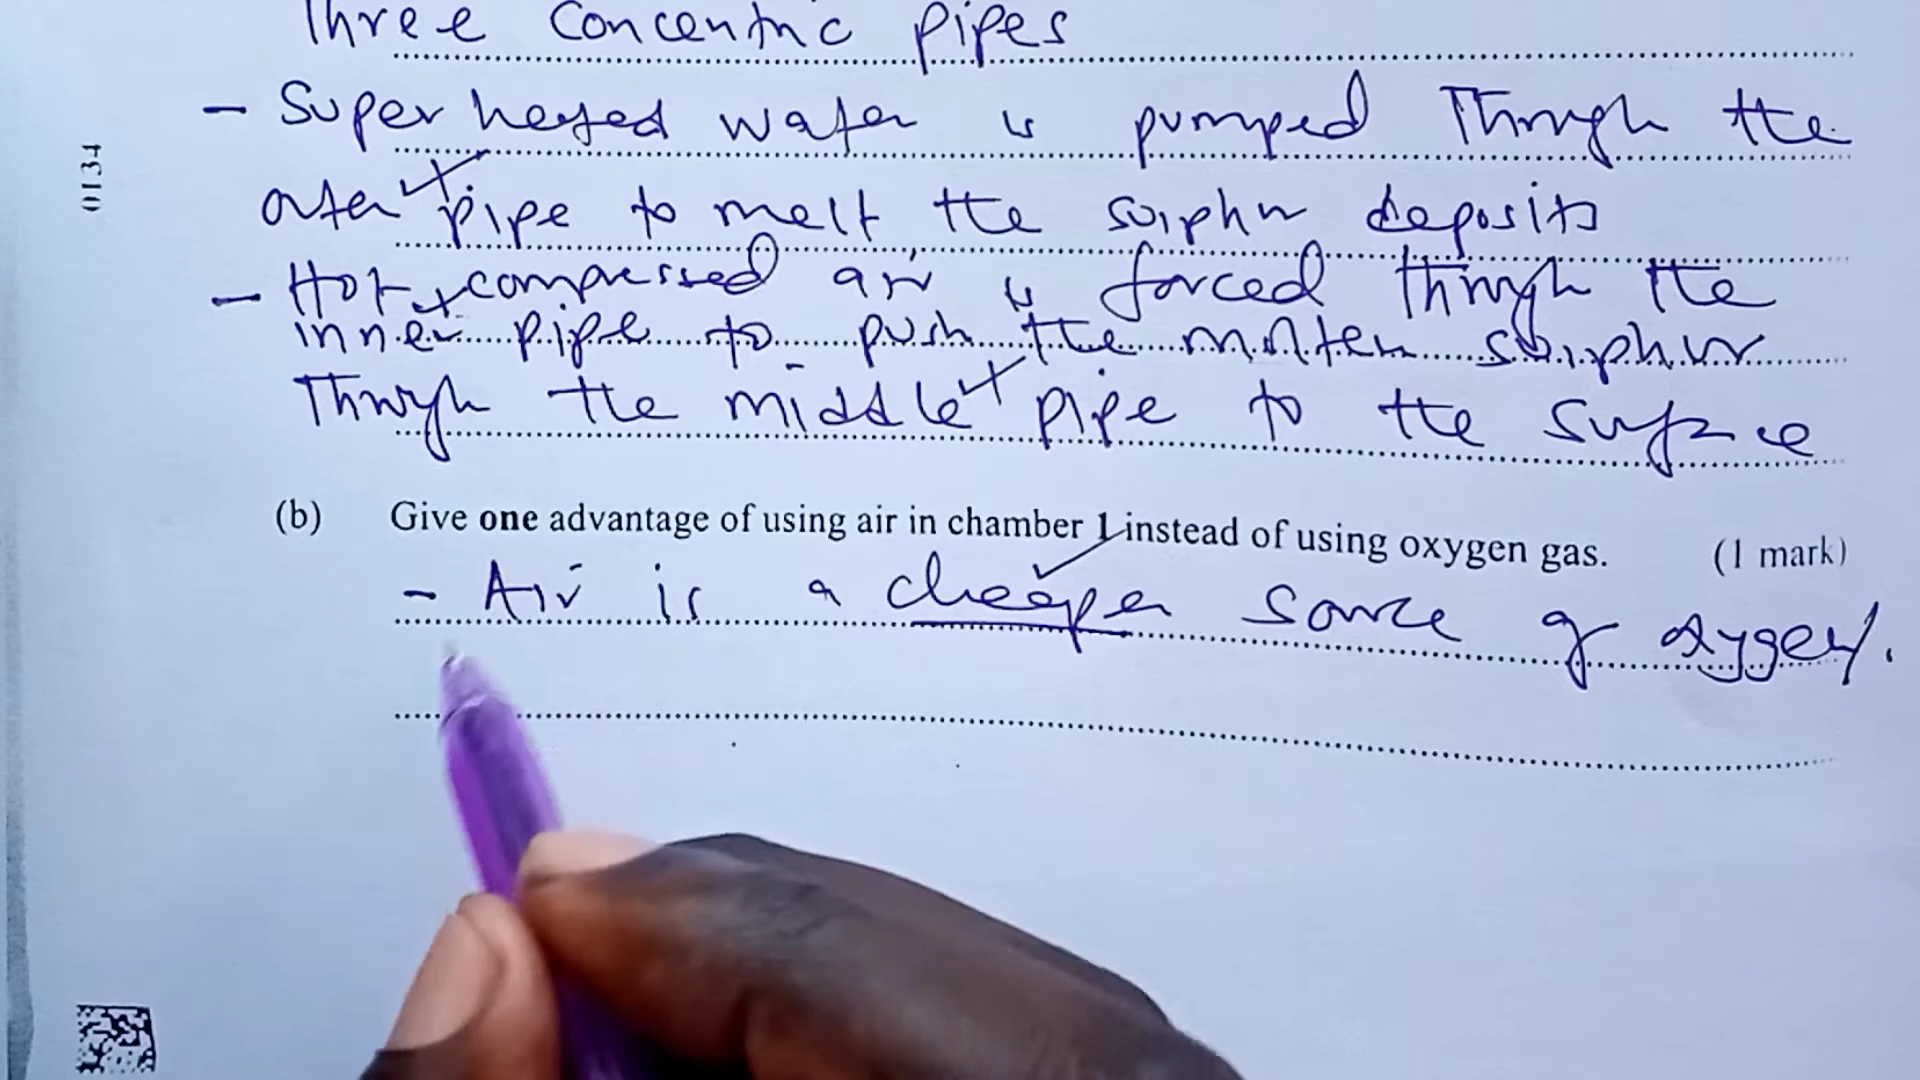 Three Concentric pipes
- Super heated water is pumped Through the
outer pipe to melt the sulphur deposits
- Hot compressed air is forced through the
inner pipe to push the molten sulphur
Through the middle pipe to the surface
(b) Give one advantage of using air in chamber 1 instead of using oxygen gas. (1 mark)
- Air is a cheaper source of oxygen.
0134